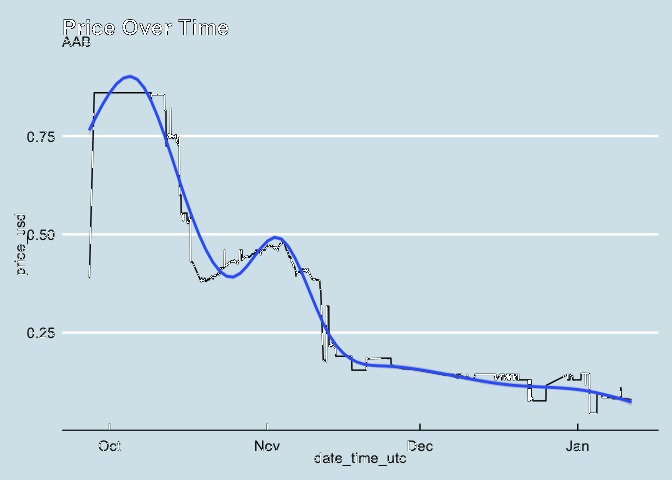 Price Over Time
AAB
0.75
0.50
0.25
price_usd
Oct Nov Dec Jan
date_time_utc